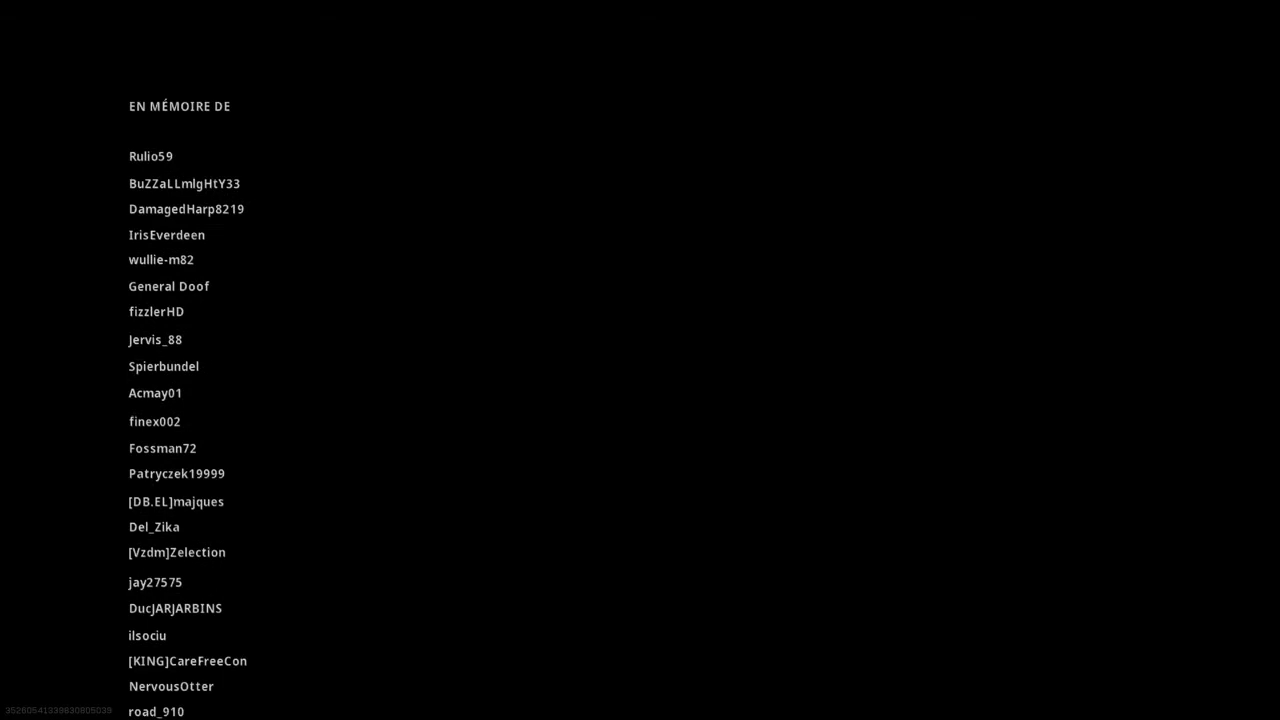 EN MÉMOIRE DE
Rulio59
BuZZaLLmlgHtY33
DamagedHarp8219
IrisEverdeen
wullie-m82
General Doof
fizzlerHD
Jervis_88
Spierbundel
Acmay01
finex002
Fossman72
Patryczek19999
[DB.EL]majques
Del_Zika
[Vzdm]Zelection
jay27575
DucJARJARBINS
ilsociu
[KING]CareFreeCon
NervousOtter
road_910